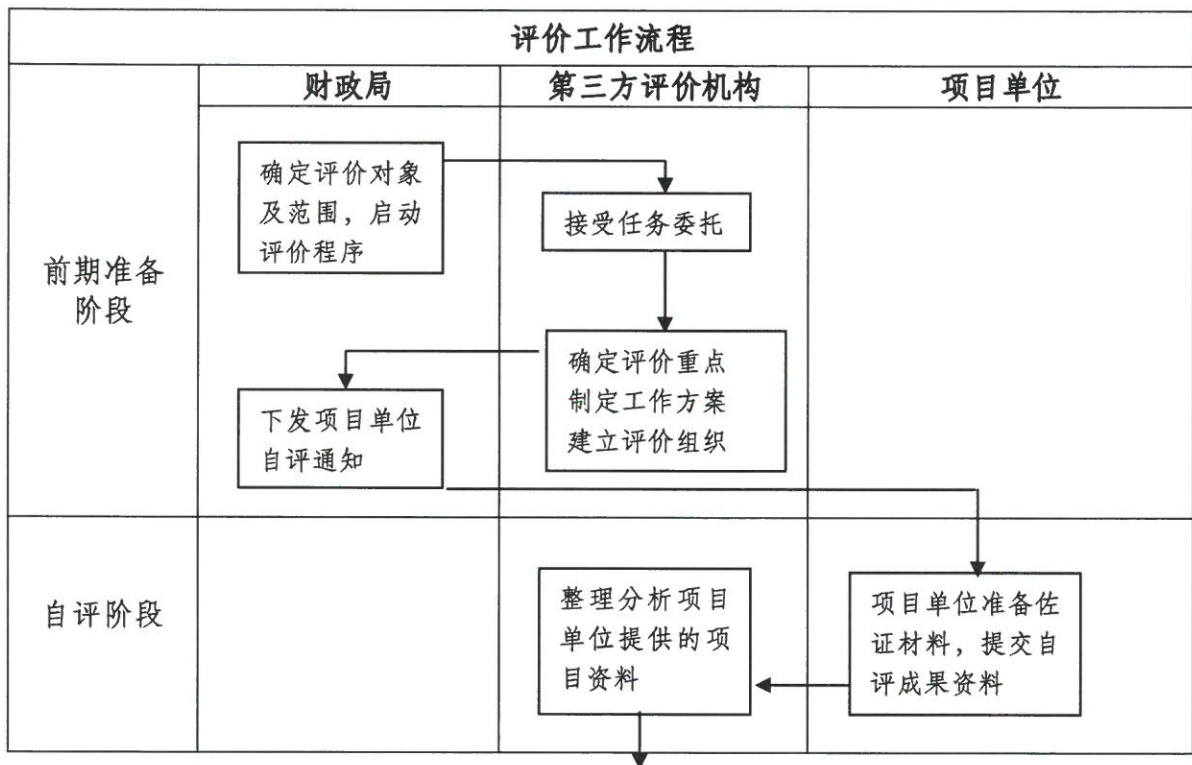 评价工作流程
财政局
第三方评价机构
项目单位
前期准备
阶段
确定评价对象
及范围，启动
评价程序
接受任务委托
确定评价重点
制定工作方案
建立评价组织
下发项目单位
自评通知
自评阶段
整理分析项目
单位提供的项
目资料
项目单位准备佐
证材料，提交自
评成果资料